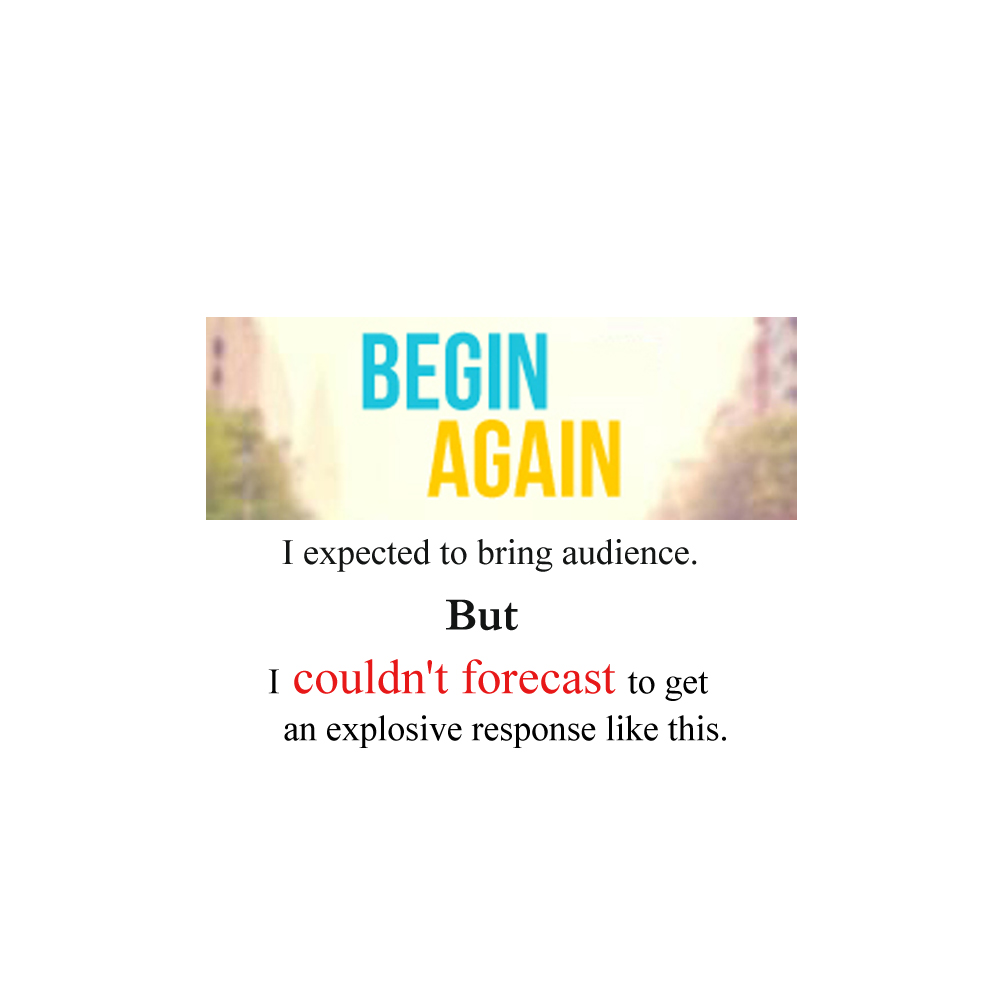 BEGIN
AGAIN
I expected to bring audience.
But
I couldn't forecast to get
an explosive response like this.